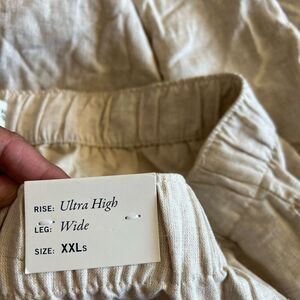 RISE: Ultra High
LEG: Wide
SIZE: XXLs